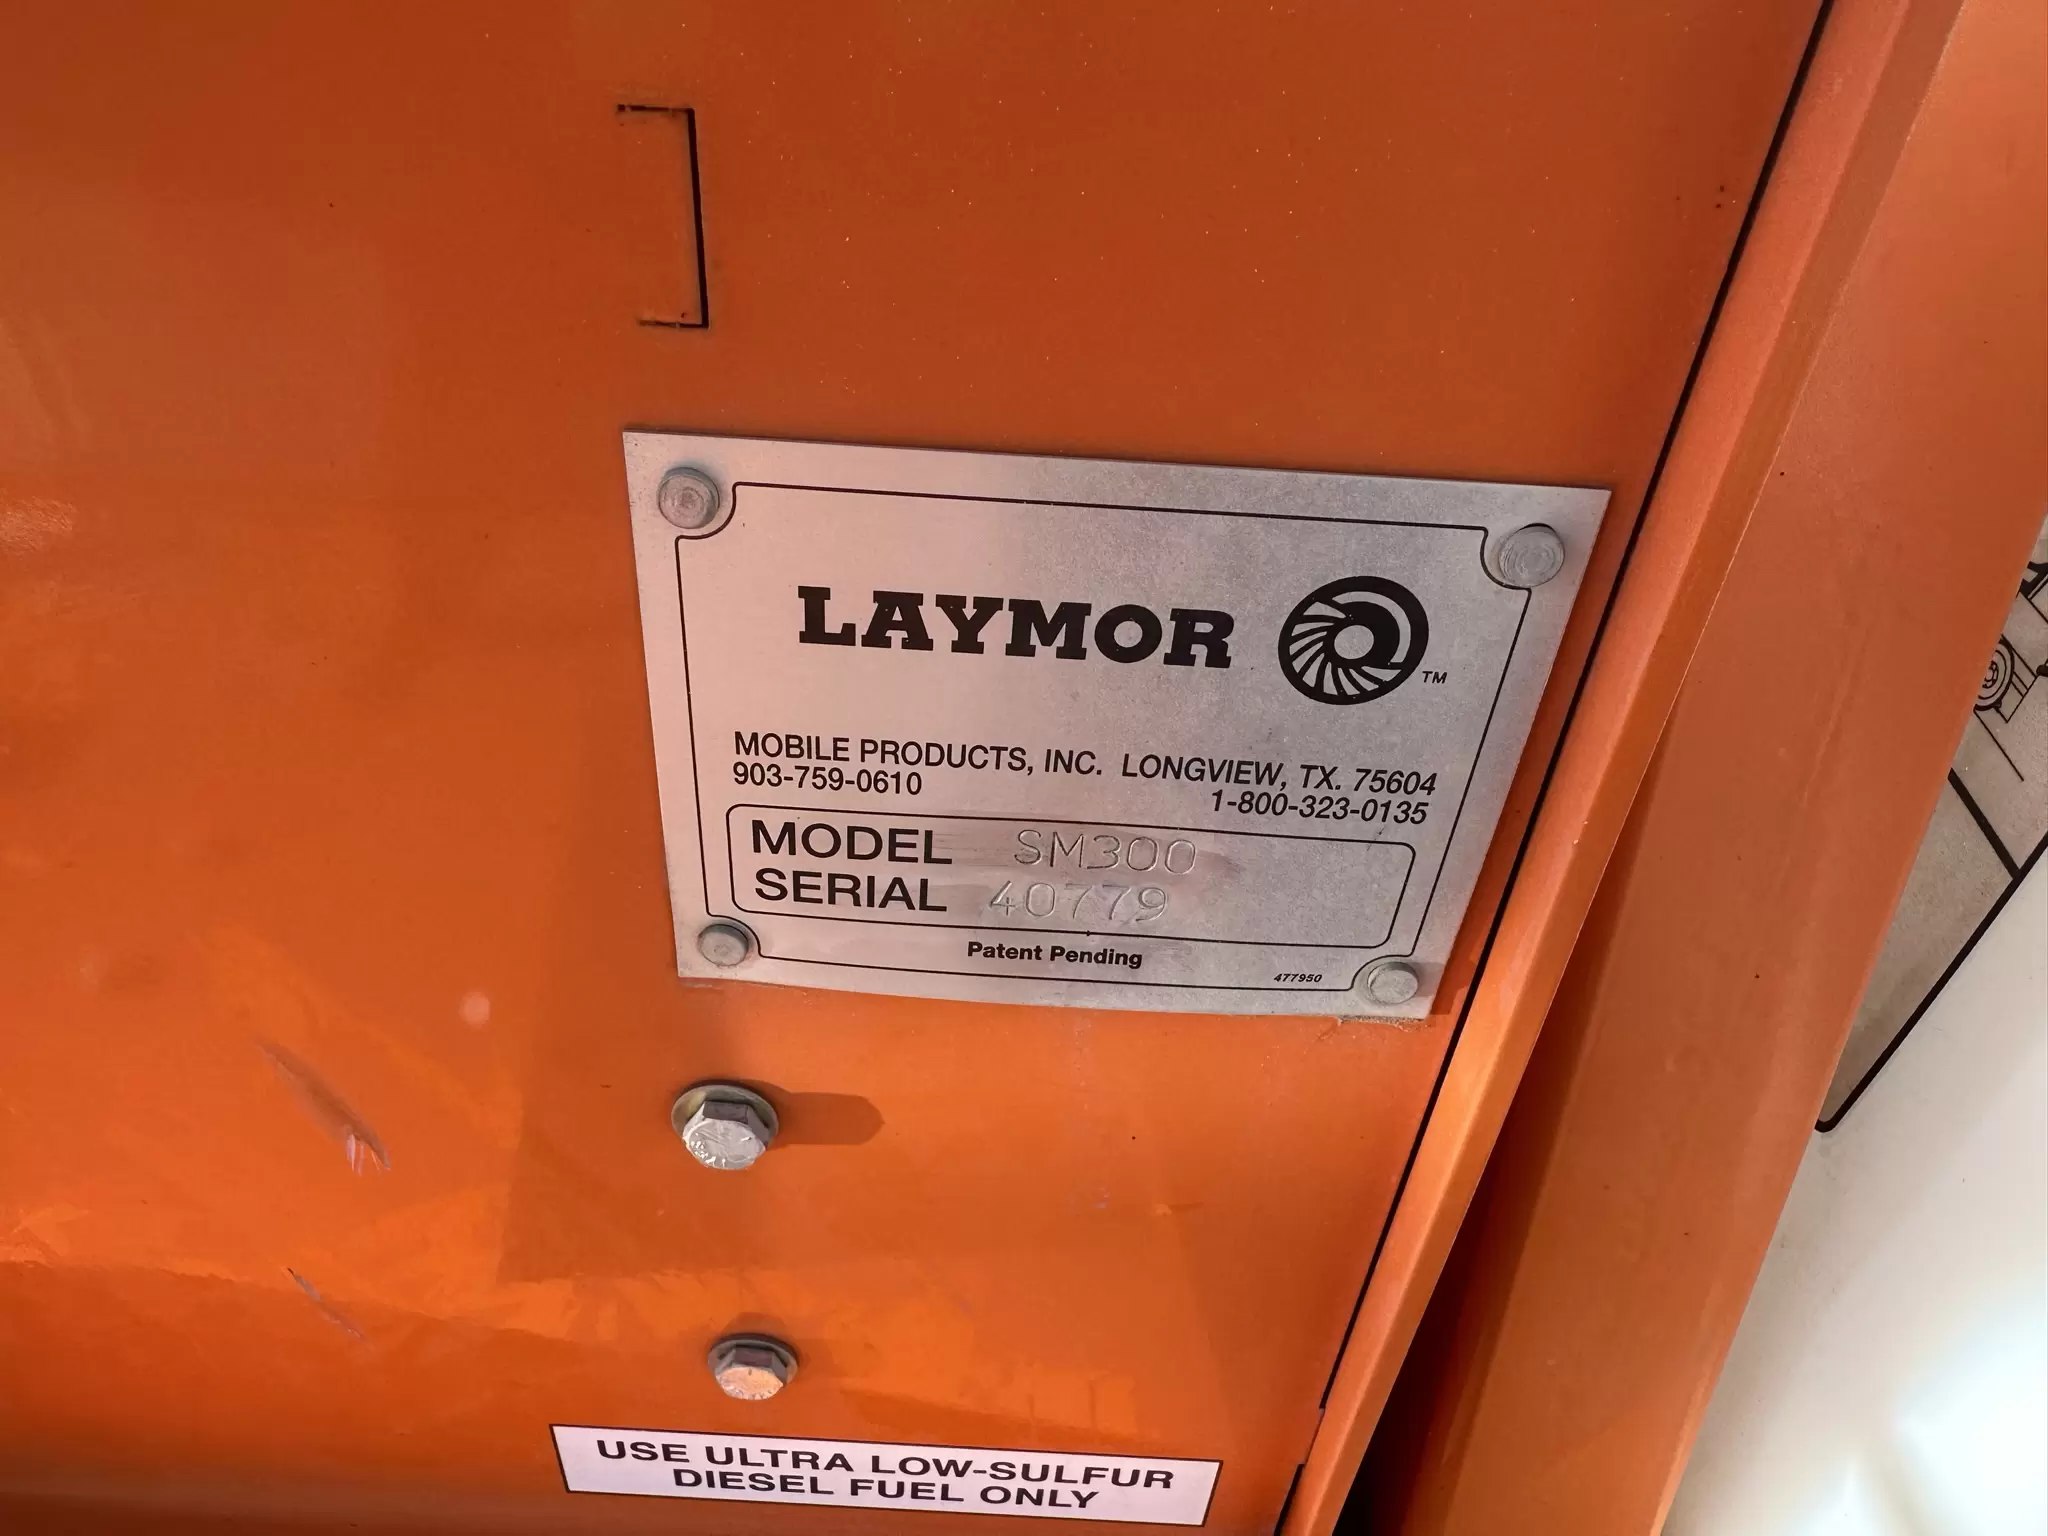 LAYMOR
TM
MOBILE PRODUCTS, INC. LONGVIEW, TX. 75604
903-759-0610 1-800-323-0135
MODEL SM300
SERIAL 40779
Patent Pending
477950
USE ULTRA LOW-SULFUR
DIESEL FUEL ONLY